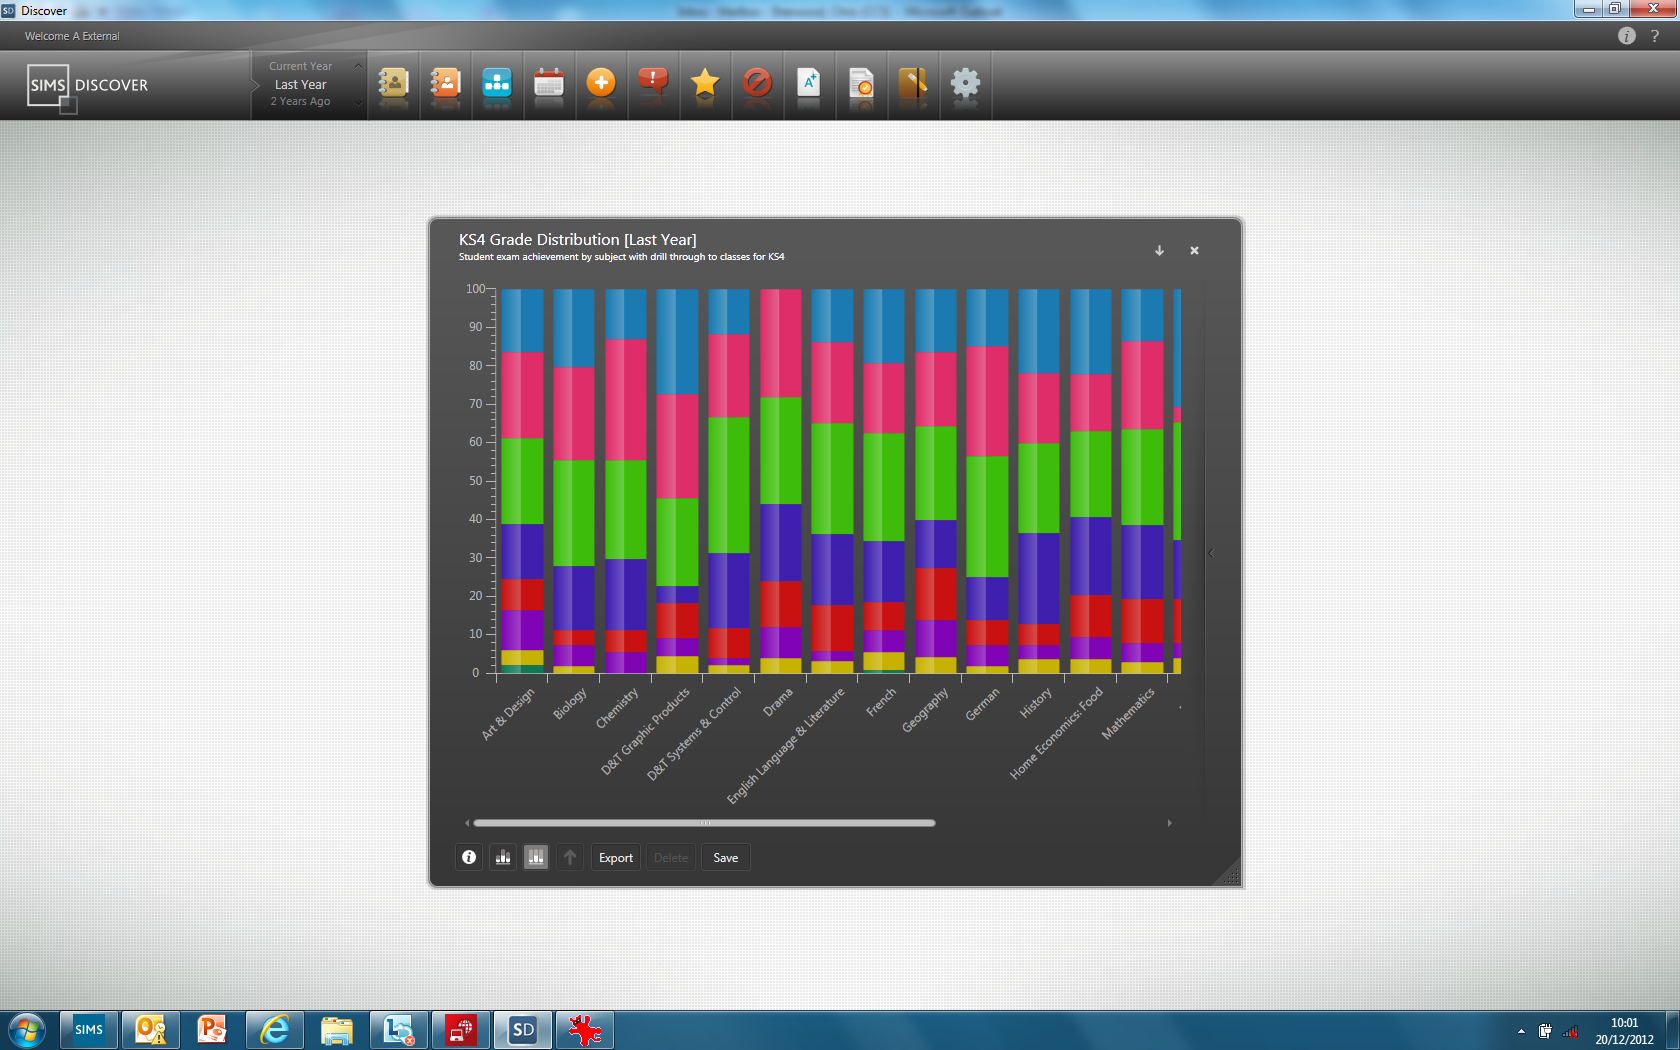 Discover
Welcome A External
SIMS DISCOVER
Current Year
Last Year
2 Years Ago
KS4 Grade Distribution [Last Year]
Student exam achievement by subject with drill through to classes for KS4
100
90
80
70
60
50
40
30
20
10
0
Art & Design
Biology
Chemistry
D&T Graphic Products
D&T Systems & Control
Drama
English Language & Literature
French
Geography
German
History
Home Economics: Food
Mathematics
Export
Delete
Save
SIMS
SD
10:01
20/12/2012